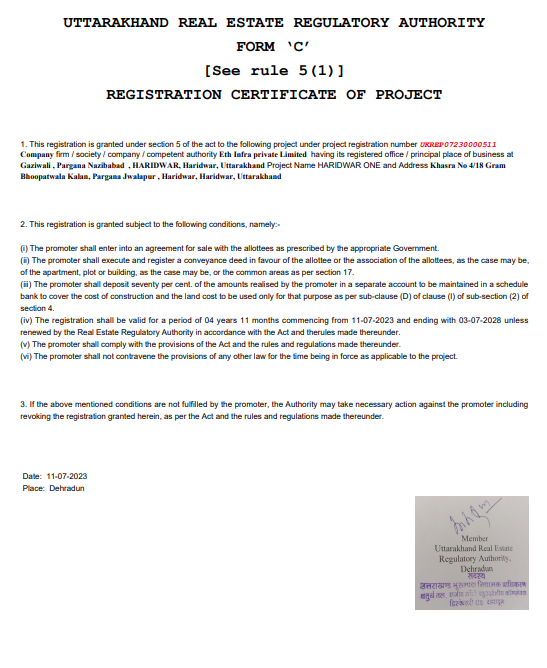 UTTARAKHAND REAL ESTATE REGULATORY AUTHORITY
FORM ‘C’
[See rule 5(1)]
REGISTRATION CERTIFICATE OF PROJECT
1. This registration is granted under section 5 of the act to the following project under project registration number UKREP07230000511
Company firm / society / company / competent authority Eth Infra private Limited having its registered office / principal place of business at
Gaziwali , Pargana Nazibabad , HARIDWAR, Haridwar, Uttarakhand Project Name HARIDWAR ONE and Address Khasra No 4/18 Gram
Bhoopatwala Kalan, Pargana Jwalapur , Haridwar, Haridwar, Uttarakhand
2. This registration is granted subject to the following conditions, namely:-
(i) The promoter shall enter into an agreement for sale with the allottees as prescribed by the appropriate Government.
(ii) The promoter shall execute and register a conveyance deed in favour of the allottee or the association of the allottees, as the case may be,
of the apartment, plot or building, as the case may be, or the common areas as per section 17.
(iii) The promoter shall deposit seventy per cent. of the amounts realised by the promoter in a separate account to be maintained in a schedule
bank to cover the cost of construction and the land cost to be used only for that purpose as per sub-clause (D) of clause (l) of sub-section (2) of
section 4.
(iv) The registration shall be valid for a period of 04 years 11 months commencing from 11-07-2023 and ending with 03-07-2028 unless
renewed by the Real Estate Regulatory Authority in accordance with the Act and therules made thereunder.
(v) The promoter shall comply with the provisions of the Act and the rules and regulations made thereunder.
(vi) The promoter shall not contravene the provisions of any other law for the time being in force as applicable to the project.
3. If the above mentioned conditions are not fulfilled by the promoter, the Authority may take necessary action against the promoter including
revoking the registration granted herein, as per the Act and the rules and regulations made thereunder.
Date: 11-07-2023
Place: Dehradun
Member
Uttarakhand Real Estate
Regulatory Authority,
Dehradun
सदस्य